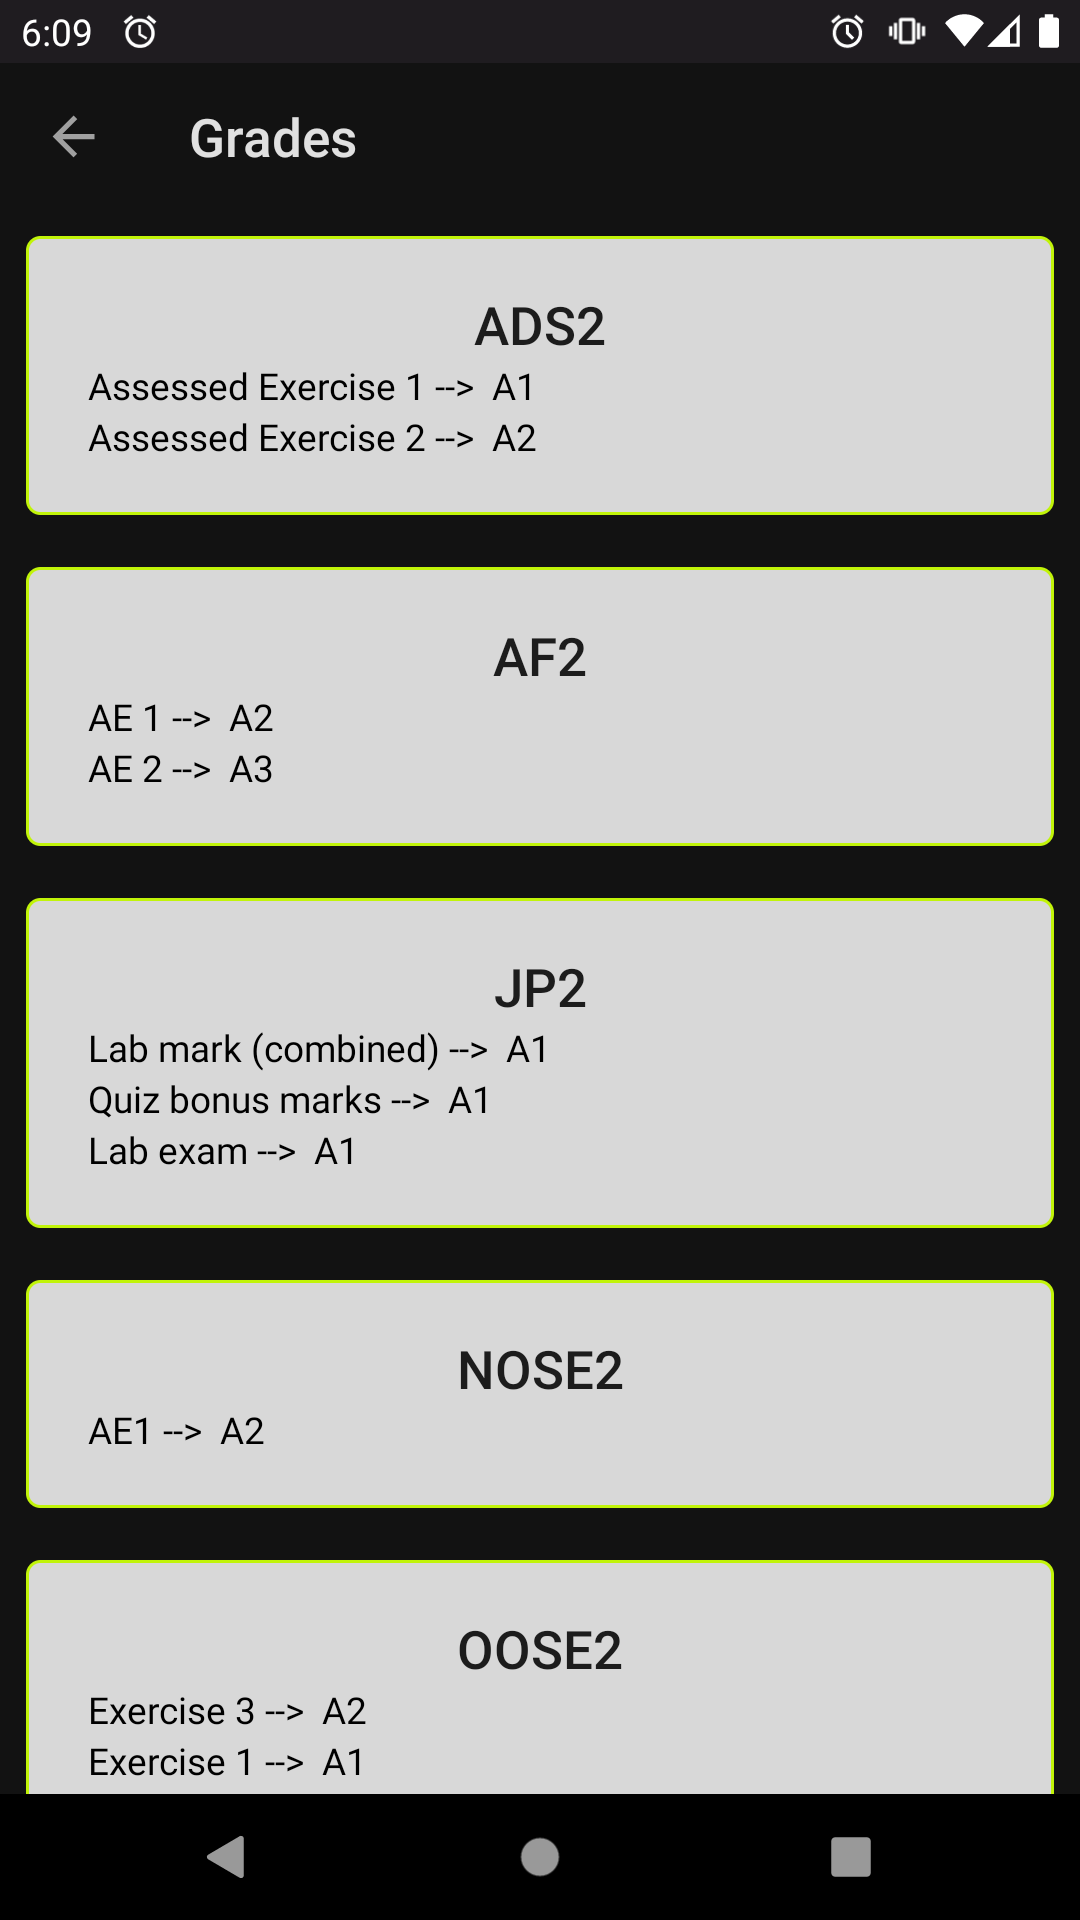 6:09
Grades
ADS2
Assessed Exercise 1 -->  A1
Assessed Exercise 2 -->  A2
AF2
AE 1 -->  A2
AE 2 -->  A3
JP2
Lab mark (combined) -->  A1
Quiz bonus marks -->  A1
Lab exam -->  A1
NOSE2
AE1 -->  A2
OOSE2
Exercise 3 -->  A2
Exercise 1 -->  A1